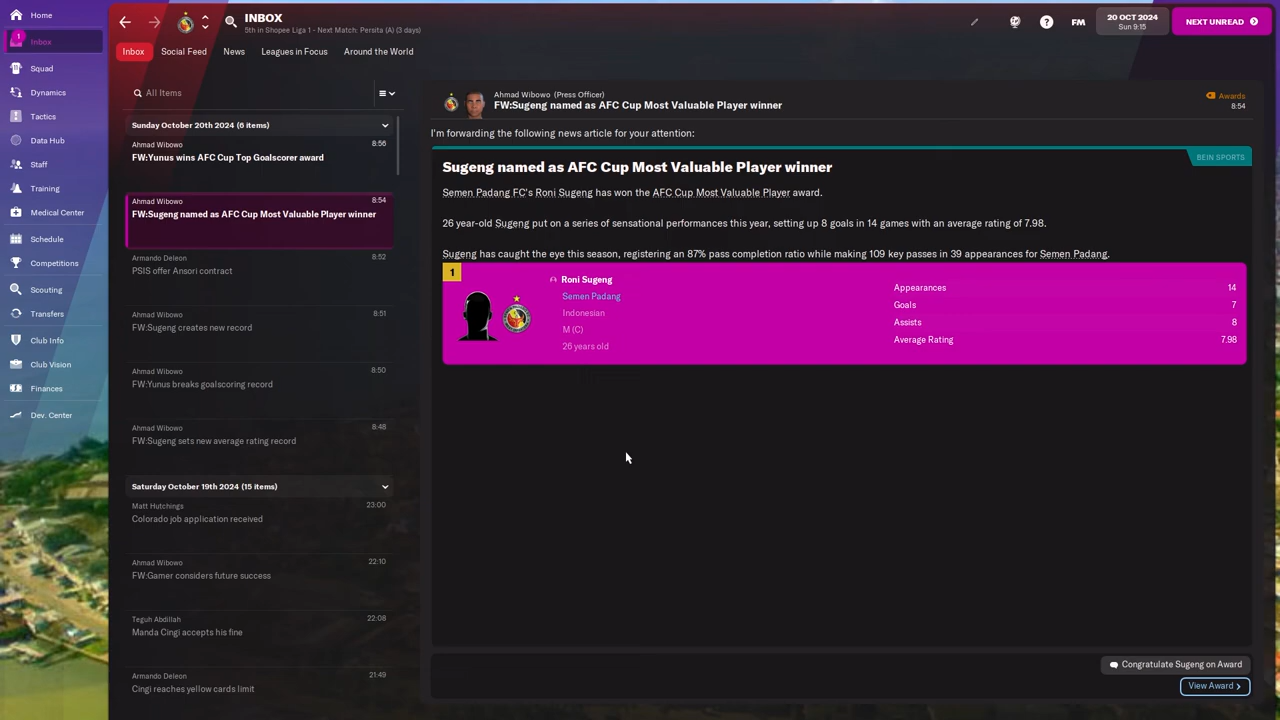 Home
1
Inbox
Squad
Dynamics
Tactics
Data Hub
Staff
Training
Medical Center
Schedule
Competitions
Scouting
Transfers
Club Info
Club Vision
Finances
Dev. Center
INBOX
5th in Shopee Liga 1 - Next Match: Persita (A) (3 days)
?
FM
20 OCT 2024
Sun 9:15
NEXT UNREAD
Inbox
Social Feed
News
Leagues in Focus
Around the World
All Items
Sunday October 20th 2024 (6 items)
Ahmad Wibowo 8:56
FW:Yunus wins AFC Cup Top Goalscorer award
Ahmad Wibowo 8:54
FW:Sugeng named as AFC Cup Most Valuable Player winner
Armando Deleon 8:52
PSIS offer Ansori contract
Ahmad Wibowo 8:51
FW:Sugeng creates new record
Ahmad Wibowo 8:50
FW:Yunus breaks goalscoring record
Ahmad Wibowo 8:48
FW:Sugeng sets new average rating record
Saturday October 19th 2024 (15 items)
Matt Hutchings 23:00
Colorado job application received
Ahmad Wibowo 22:10
FW:Gamer considers future success
Teguh Abdillah 22:08
Manda Cingi accepts his fine
Armando Deleon 21:49
Cingi reaches yellow cards limit
Ahmad Wibowo (Press Officer)
FW:Sugeng named as AFC Cup Most Valuable Player winner
Awards
8:54
I'm forwarding the following news article for your attention:
BEIN SPORTS
Sugeng named as AFC Cup Most Valuable Player winner
Semen Padang FC's Roni Sugeng has won the AFC Cup Most Valuable Player award.
26 year-old Sugeng put on a series of sensational performances this year, setting up 8 goals in 14 games with an average rating of 7.98.
Sugeng has caught the eye this season, registering an 87% pass completion ratio while making 109 key passes in 39 appearances for Semen Padang.
1
Roni Sugeng
Semen Padang
Indonesian
M (C)
26 years old
Appearances 14
Goals 7
Assists 8
Average Rating 7.98
Congratulate Sugeng on Award
View Award